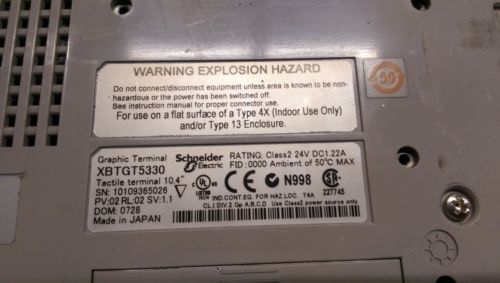 WARNING EXPLOSION HAZARD
Do not connect/disconnect equipment unless area is known to be non-
hazardous or the power has been switched off.
See instruction manual for proper connector use.
For use on a flat surface of a Type 4X (Indoor Use Only)
and/or Type 13 Enclosure.
50
Graphic Terminal
XBTGT5330
Tactile terminal 10.4"
SN: 10109365026
PV:02 RL:02 SV:1.1
DOM: 0728
Made in JAPAN
Schneider
Electric
RATING: Class2 24V DC1.22A
FID:0000 Ambient of 50°C MAX
UL
LISTED
CE
N998
227745
IND.CONT.EQ. FOR HAZ LOC. 74A
CL.I DIV.2 Gp A,B,C,D Use Class2 power source only